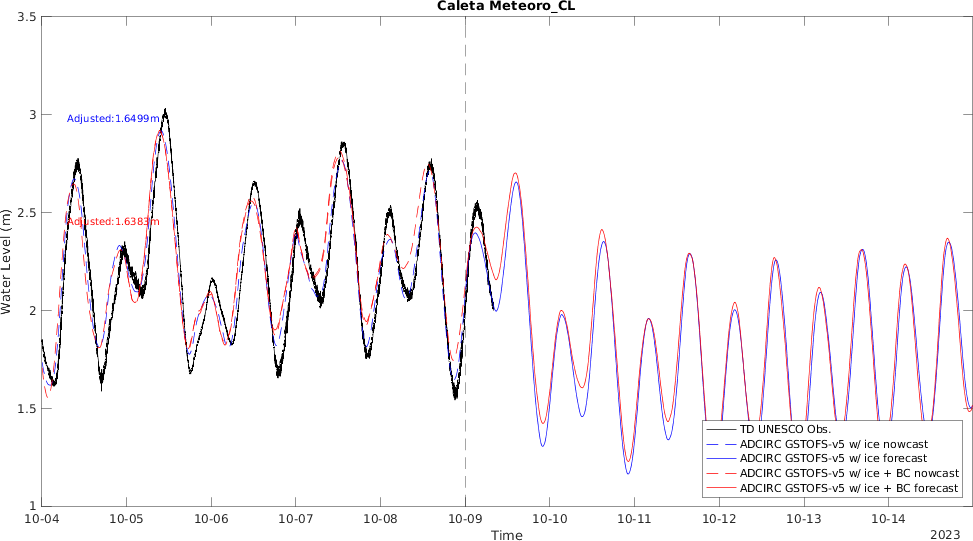 Caleta Meteoro_CL
3.5
3
2.5
2
1.5
1
Water Level (m)
Adjusted:1.6499m
Adjusted:1.6383m
TD UNESCO Obs.
ADCIRC GSTOFS-v5 w/ ice nowcast
ADCIRC GSTOFS-v5 w/ ice forecast
ADCIRC GSTOFS-v5 w/ ice + BC nowcast
ADCIRC GSTOFS-v5 w/ ice + BC forecast
10-04 10-05 10-06 10-07 10-08 10-09 10-10 10-11 10-12 10-13 10-14
Time
2023